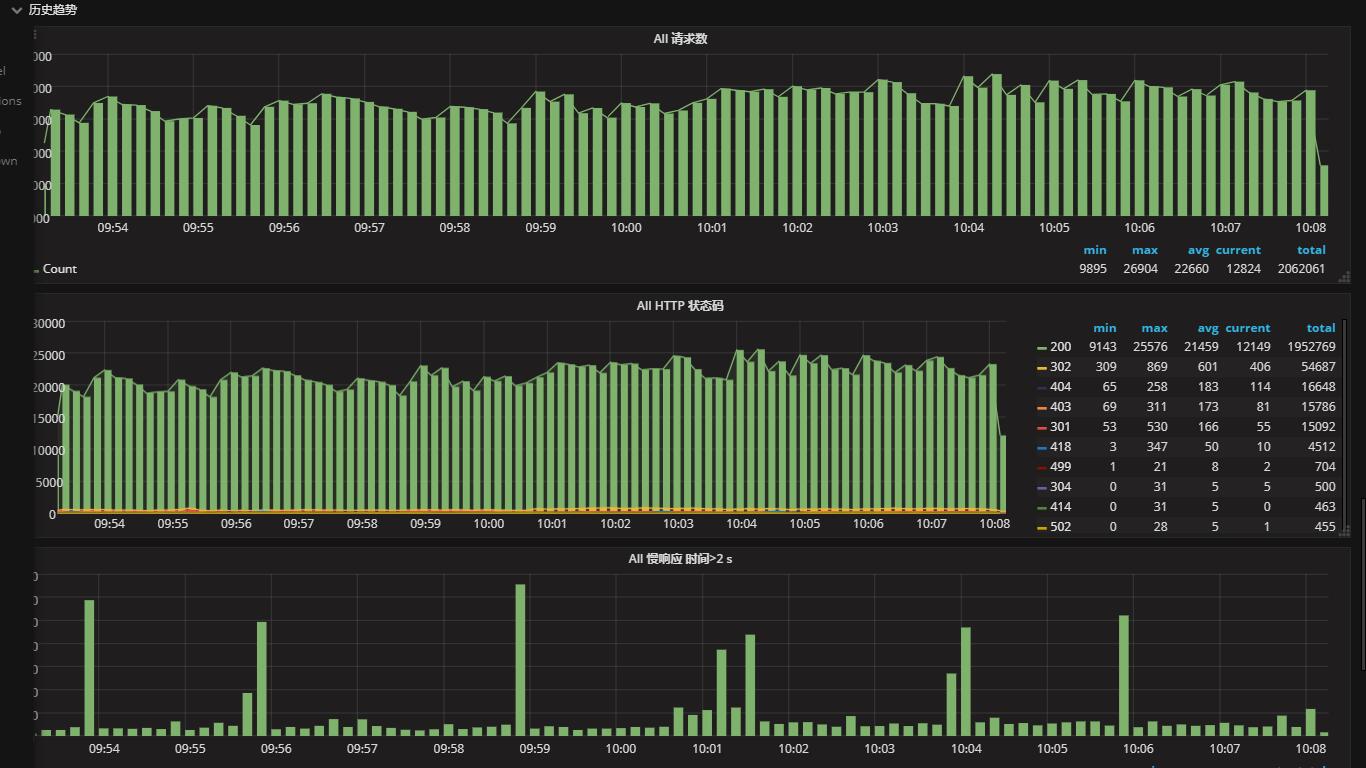 历史趋势
All 请求数
09:54 09:55 09:56 09:57 09:58 09:59 10:00 10:01 10:02 10:03 10:04 10:05 10:06 10:07 10:08
min max avg current total
Count 9895 26904 22660 12824 2062061
All HTTP 状态码
30000
25000
20000
15000
10000
5000
0
09:54 09:55 09:56 09:57 09:58 09:59 10:00 10:01 10:02 10:03 10:04 10:05 10:06 10:07 10:08
min max avg current total
200 9143 25576 21459 12149 1952769
302 309 869 601 406 54687
404 65 258 183 114 16648
403 69 311 173 81 15786
301 53 530 166 55 15092
418 3 347 50 10 4512
499 1 21 8 2 704
304 0 31 5 5 500
414 0 31 5 0 463
502 0 28 5 1 455
All 慢响应 时间>2 s
09:54 09:55 09:56 09:57 09:58 09:59 10:00 10:01 10:02 10:03 10:04 10:05 10:06 10:07 10:08